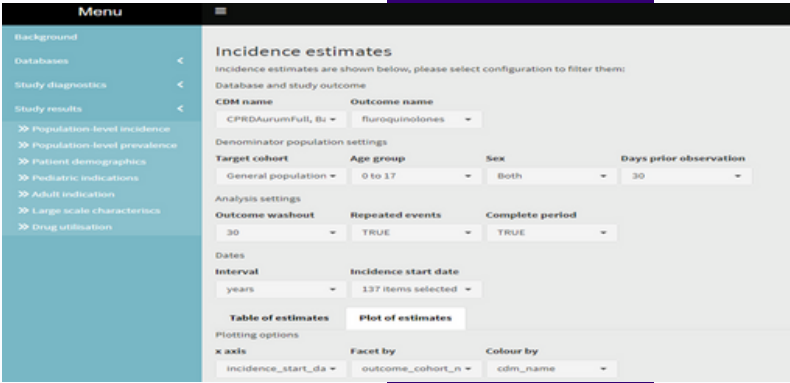 Menu
Background
Databases
Study diagnostics
Study results
Population-level incidence
Population-level prevalence
Patient demographics
Pediatric indications
Adult indication
Large scale characteriscs
Drug utilisation
Incidence estimates
Incidence estimates are shown below, please select configuration to filter them:
Database and study outcome
CDM name Outcome name
CPRDAurumFull, Ba fluroquinolones
Denominator population settings
Target cohort Age group Sex Days prior observation
General population 0 to 17 Both 30
Analysis settings
Outcome washout Repeated events Complete period
30 TRUE TRUE
Dates
Interval Incidence start date
years 137 items selected
Table of estimates Plot of estimates
Plotting options
x axis Facet by Colour by
incidence_start_da outcome_cohort_n cdm_name